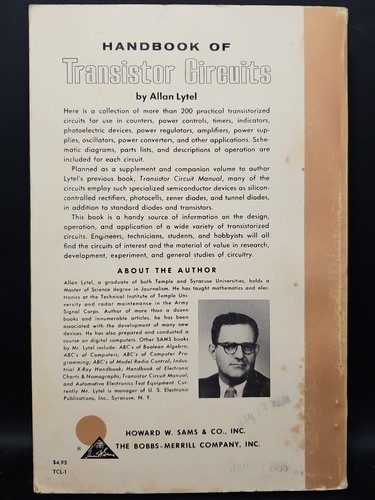 HANDBOOK OF
Transistor Circuits
by Allan Lytel
Here is a collection of more than 200 practical transistorized
circuits for use in counters, power controls, timers, indicators,
photoelectric devices, power regulators, amplifiers, power sup-
plies, oscillators, power converters, and other applications. Sche-
matic diagrams, parts lists, and descriptions of operation are
included for each circuit.
Planned as a supplement and companion volume to author
Lytel's previous book, Transistor Circuit Manual, many of the
circuits employ such specialized semiconductor devices as silicon-
controlled rectifiers, photocells, zener diodes, and tunnel diodes,
in addition to standard diodes and transistors.
This book is a handy source of information on the design,
operation, and application of a wide variety of transistorized
circuits. Engineers, technicians, students, and hobbyists will all
find the circuits of interest and the material of value in research,
development, experiment, and general studies of circuitry.
ABOUT THE AUTHOR
Allan Lytel, a graduate of both Temple and Syracuse Universities, holds a
Master of Science degree in Journalism. He has taught mathematics and elec-
tronics at the Technical Institute of Temple Uni-
versity and radar maintenance in the Army
Signal Corps. Author of more than a dozen
books and innumerable articles, he has been
associated with the development of many new
devices. He has also prepared and conducted a
course on digital computers. Other SAMS books
by Mr. Lytel include: ABC's of Boolean Algebra;
ABC's of Computers; ABC's of Computer Pro-
gramming; ABC's of Model Radio Control; Indus-
trial X-Ray Handbook; Handbook of Electronic
Charts & Nomographs; Transistor Circuit Manual;
and Automotive Electronics Test Equipment. Cur-
rently Mr. Lytel is manager of U. S. Electronic
Publications, Inc., Syracuse, N. Y.
HOWARD W. SAMS & CO., INC.
THE BOBBS-MERRILL COMPANY, INC.
$4.95
TCL-1